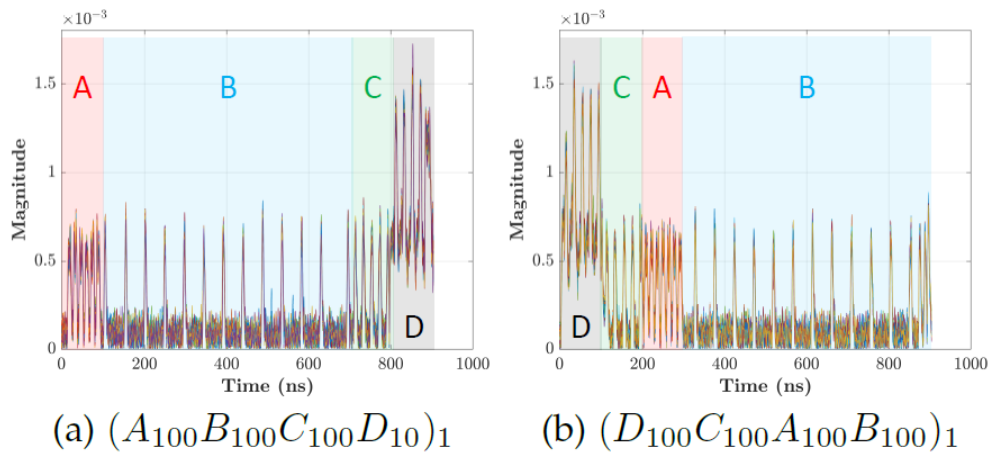 ×10⁻³
1.5
1
0.5
0
Magnitude
A
B
C
D
0 200 400 600 800 1000
Time (ns)
(a) (A₁₀₀B₁₀₀C₁₀₀D₁₀)₁
×10⁻³
1.5
1
0.5
0
Magnitude
C
A
B
D
0 200 400 600 800 1000
Time (ns)
(b) (D₁₀₀C₁₀₀A₁₀₀B₁₀₀)₁